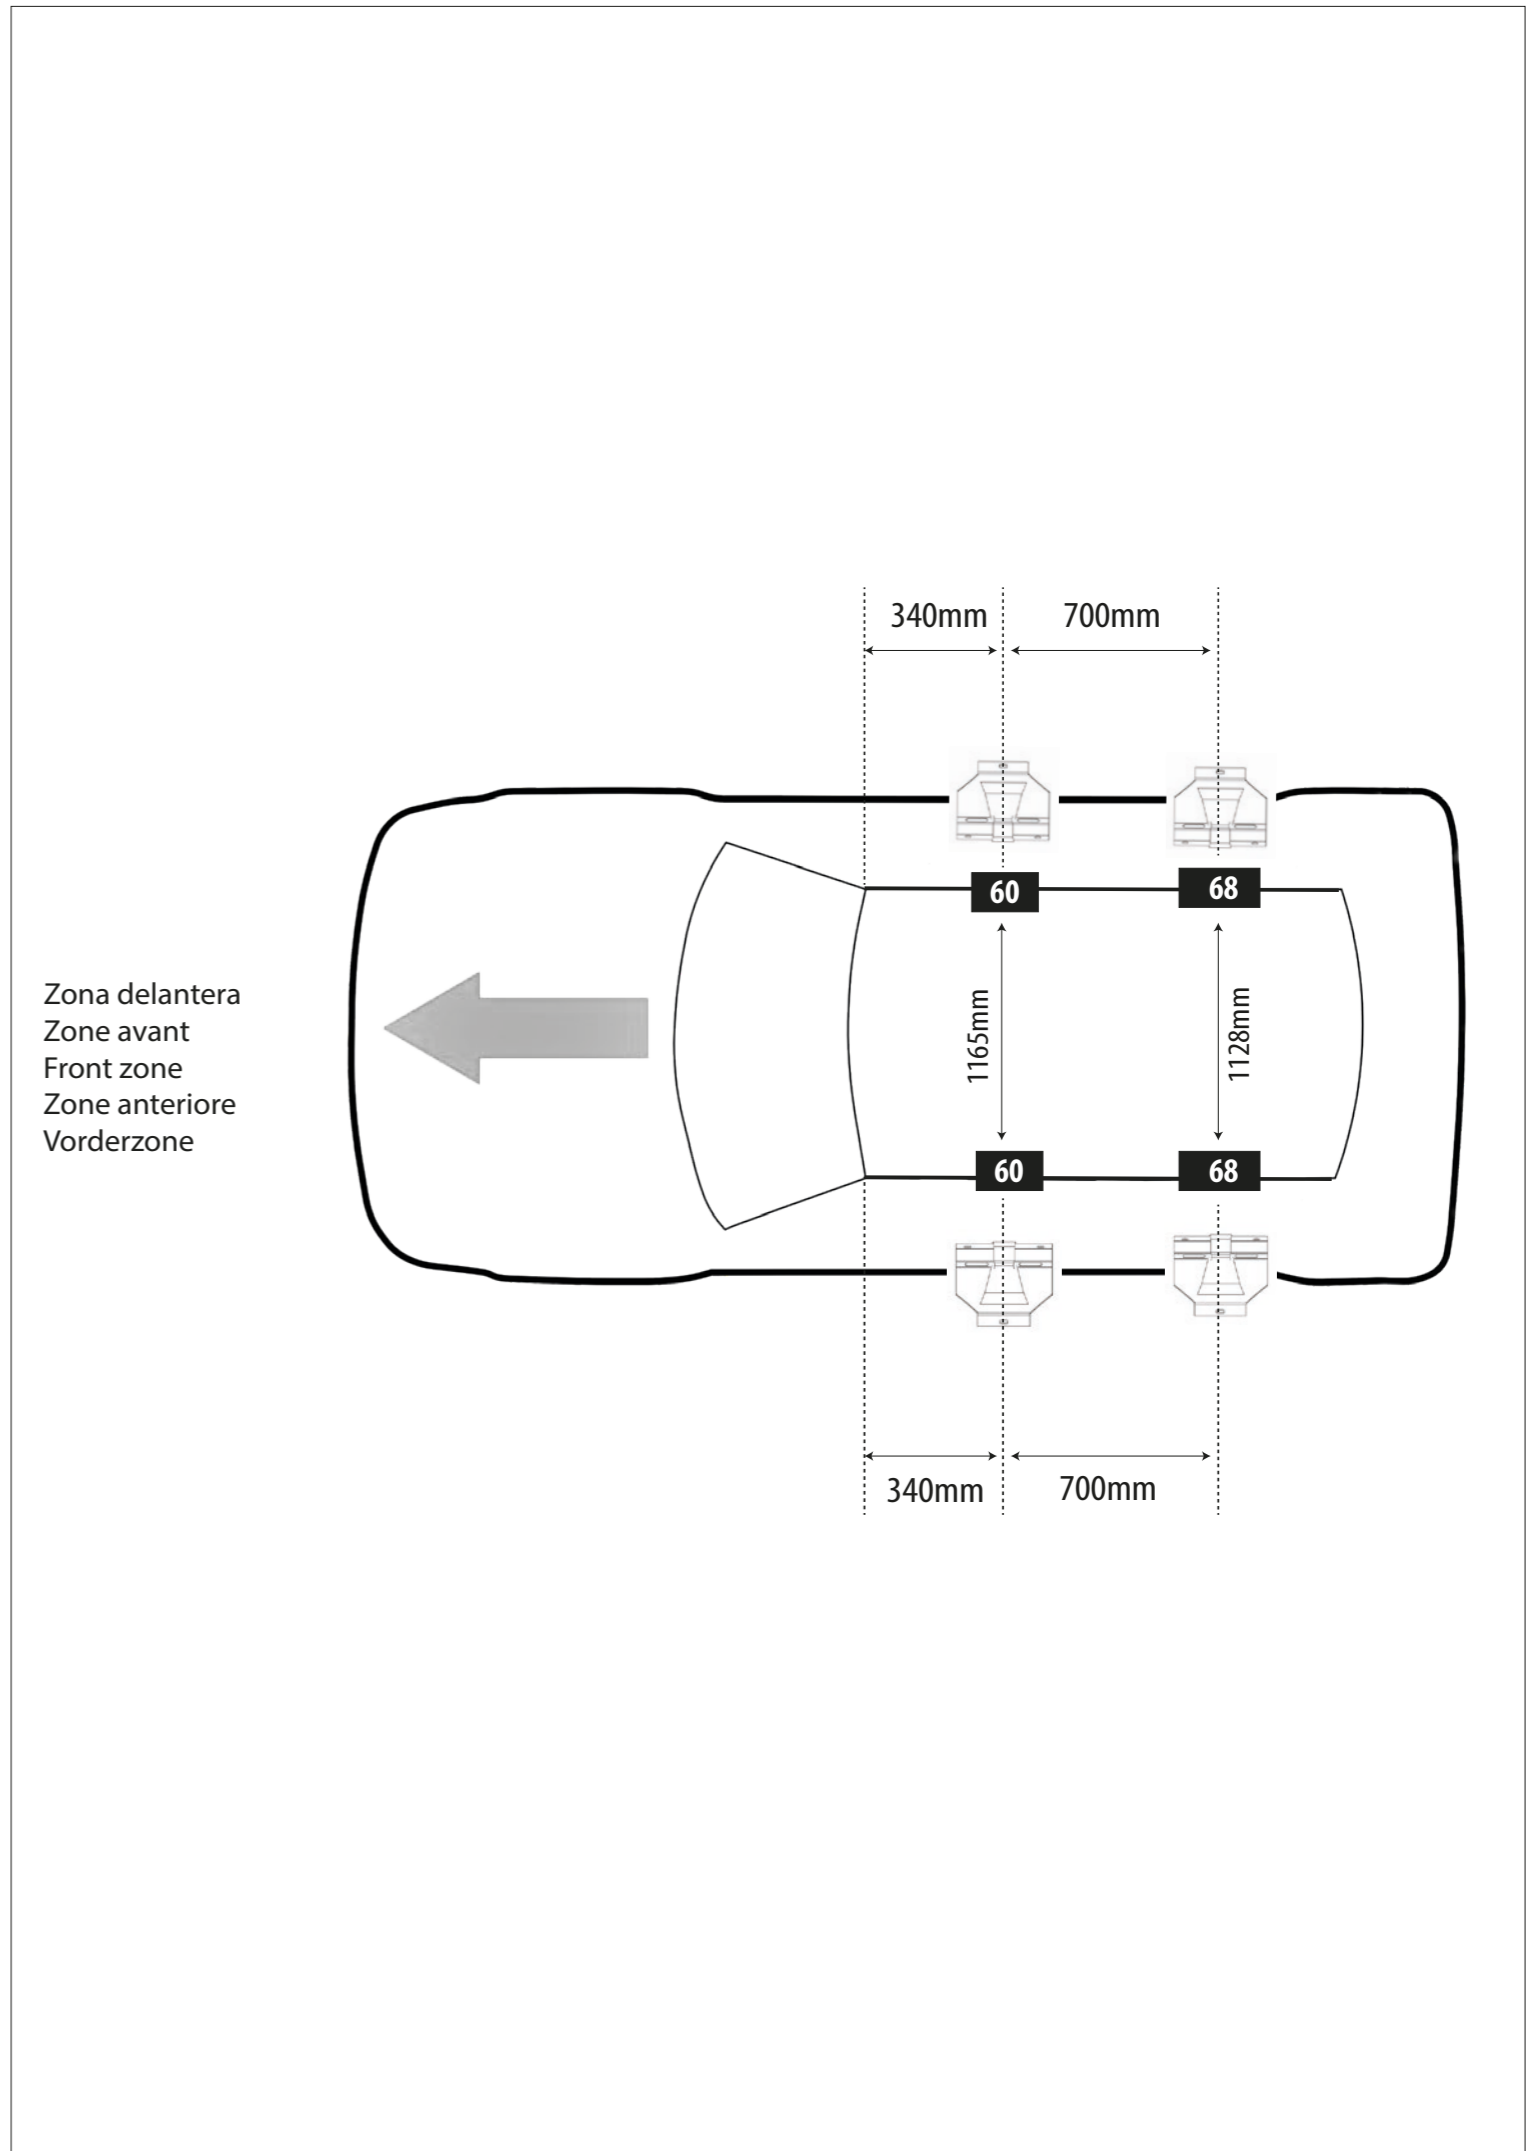 340mm
700mm
60
68
Zona delantera
Zone avant
Front zone
Zone anteriore
Vorderzone
1165mm
1128mm
60
68
340mm
700mm